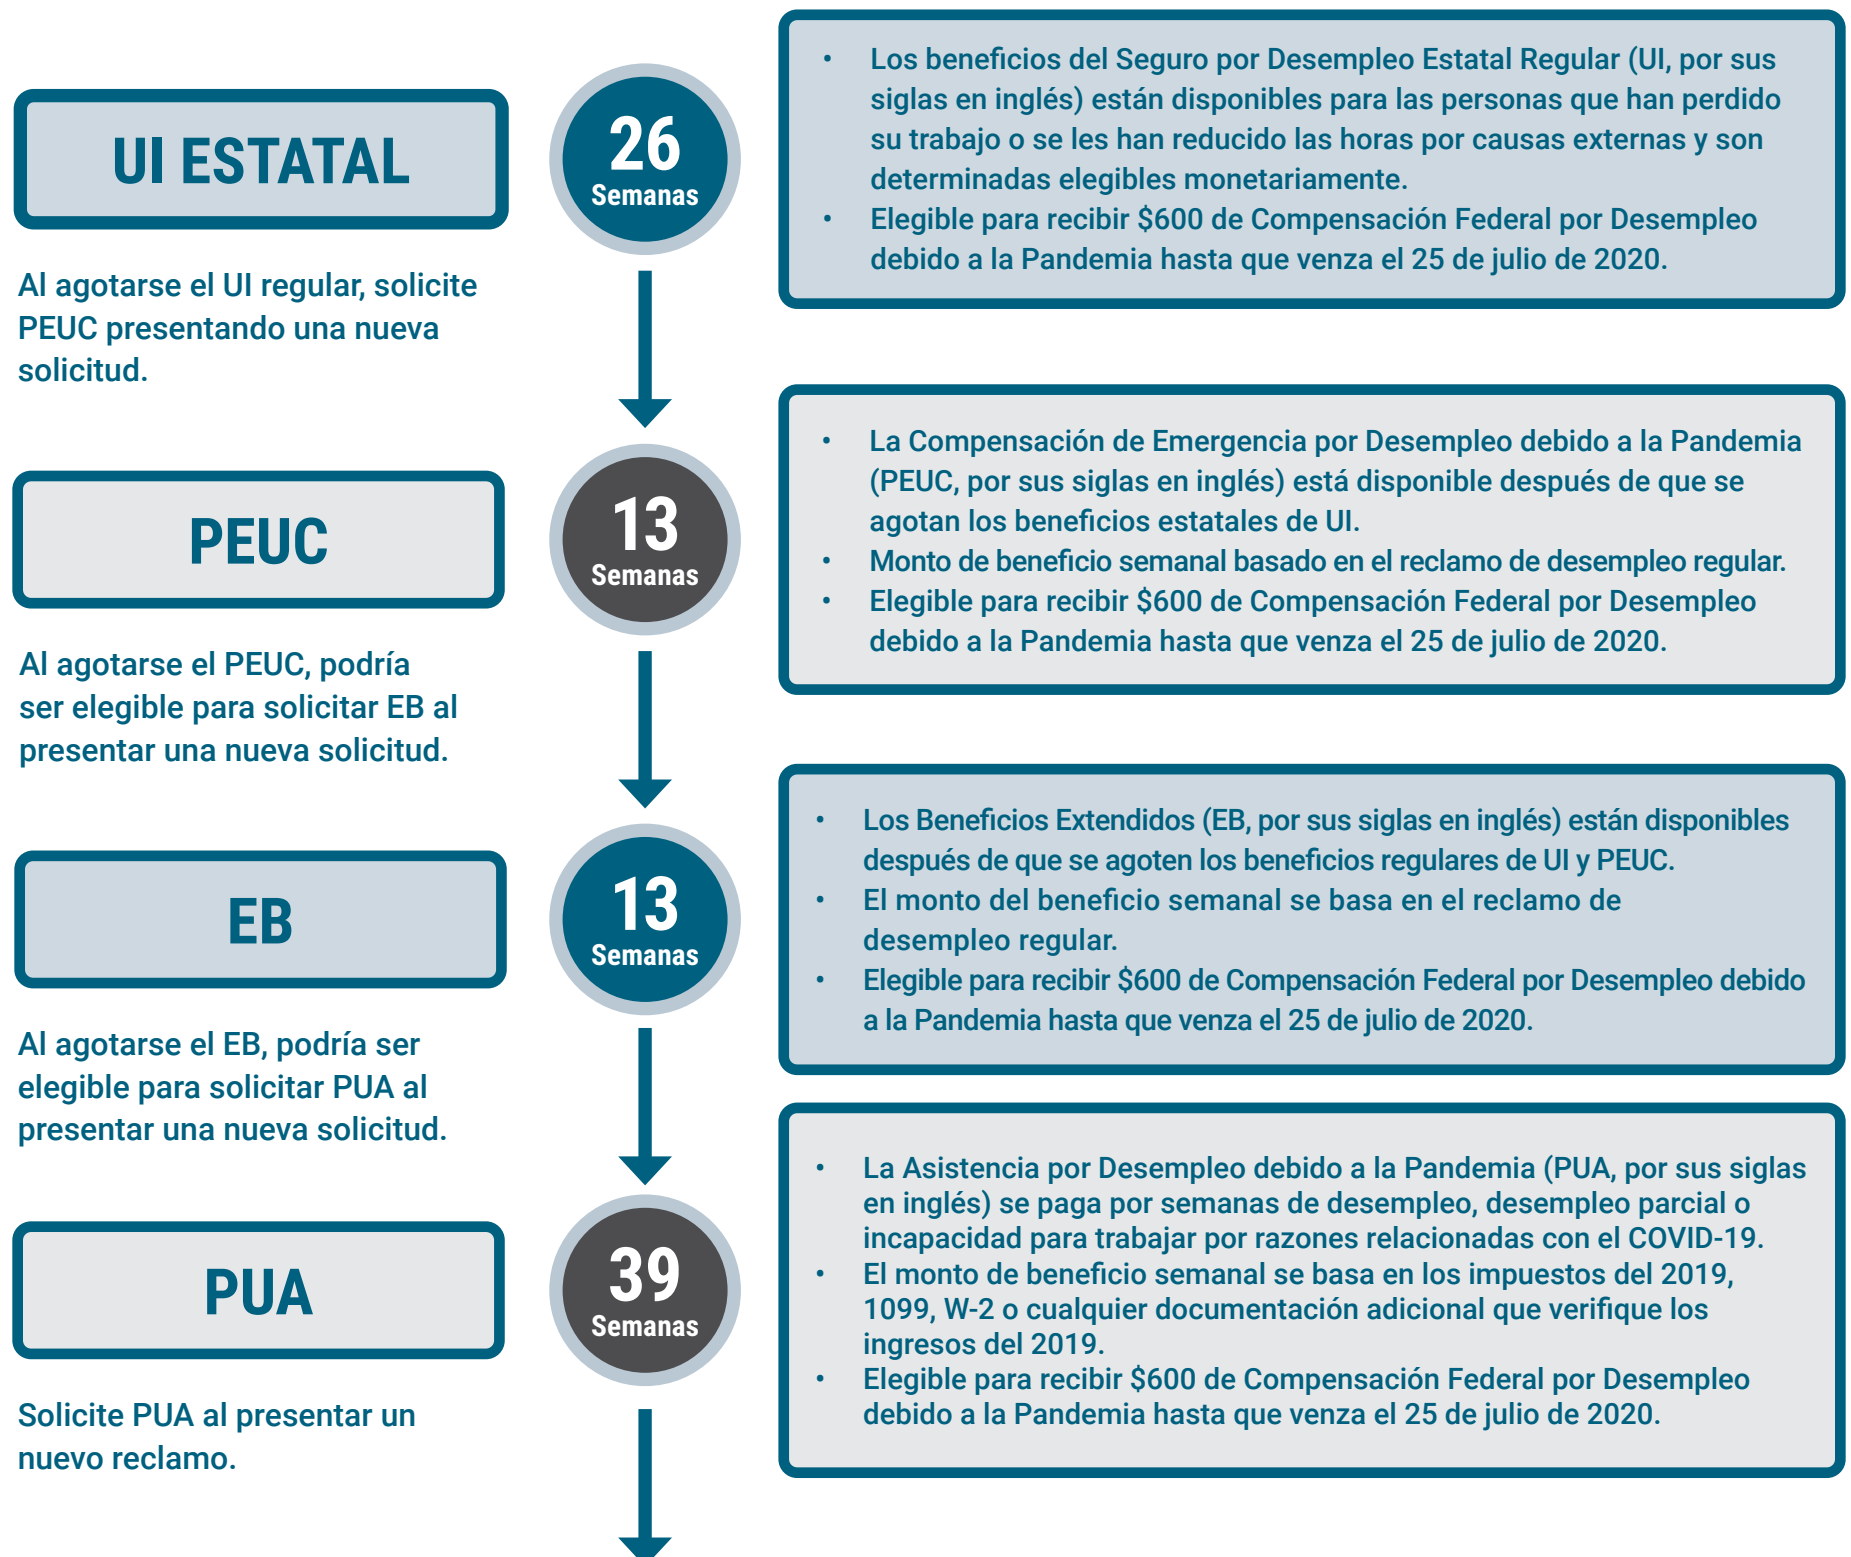 UI ESTATAL
26
Semanas
• Los beneficios del Seguro por Desempleo Estatal Regular (UI, por sus
siglas en inglés) están disponibles para las personas que han perdido
su trabajo o se les han reducido las horas por causas externas y son
determinadas elegibles monetariamente.
• Elegible para recibir $600 de Compensación Federal por Desempleo
debido a la Pandemia hasta que venza el 25 de julio de 2020.
Al agotarse el UI regular, solicite
PEUC presentando una nueva
solicitud.
PEUC
13
Semanas
• La Compensación de Emergencia por Desempleo debido a la Pandemia
(PEUC, por sus siglas en inglés) está disponible después de que se
agotan los beneficios estatales de UI.
• Monto de beneficio semanal basado en el reclamo de desempleo regular.
• Elegible para recibir $600 de Compensación Federal por Desempleo
debido a la Pandemia hasta que venza el 25 de julio de 2020.
Al agotarse el PEUC, podría
ser elegible para solicitar EB al
presentar una nueva solicitud.
EB
13
Semanas
• Los Beneficios Extendidos (EB, por sus siglas en inglés) están disponibles
después de que se agoten los beneficios regulares de UI y PEUC.
• El monto del beneficio semanal se basa en el reclamo de
desempleo regular.
• Elegible para recibir $600 de Compensación Federal por Desempleo debido
a la Pandemia hasta que venza el 25 de julio de 2020.
Al agotarse el EB, podría ser
elegible para solicitar PUA al
presentar una nueva solicitud.
PUA
39
Semanas
• La Asistencia por Desempleo debido a la Pandemia (PUA, por sus siglas
en inglés) se paga por semanas de desempleo, desempleo parcial o
incapacidad para trabajar por razones relacionadas con el COVID-19.
• El monto de beneficio semanal se basa en los impuestos del 2019,
1099, W-2 o cualquier documentación adicional que verifique los
ingresos del 2019.
• Elegible para recibir $600 de Compensación Federal por Desempleo
debido a la Pandemia hasta que venza el 25 de julio de 2020.
Solicite PUA al presentar un
nuevo reclamo.